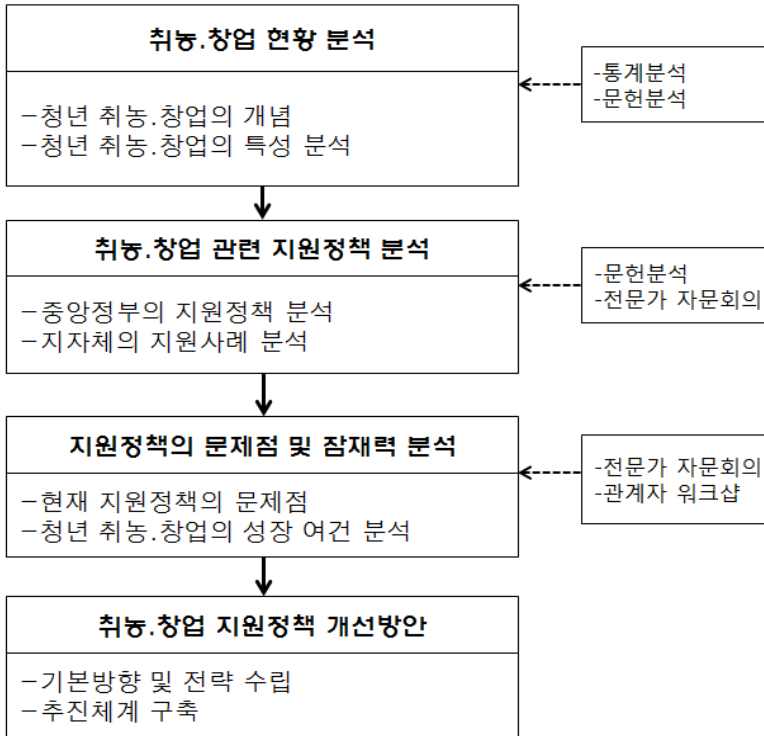 취농.창업 현황 분석
-청년 취농.창업의 개념
-청년 취농.창업의 특성 분석
-통계분석
-문헌분석
취농.창업 관련 지원정책 분석
-중앙정부의 지원정책 분석
-지자체의 지원사례 분석
-문헌분석
-전문가 자문회의
지원정책의 문제점 및 잠재력 분석
-현재 지원정책의 문제점
-청년 취농.창업의 성장 여건 분석
-전문가 자문회의
-관계자 워크샵
취농.창업 지원정책 개선방안
-기본방향 및 전략 수립
-추진체계 구축